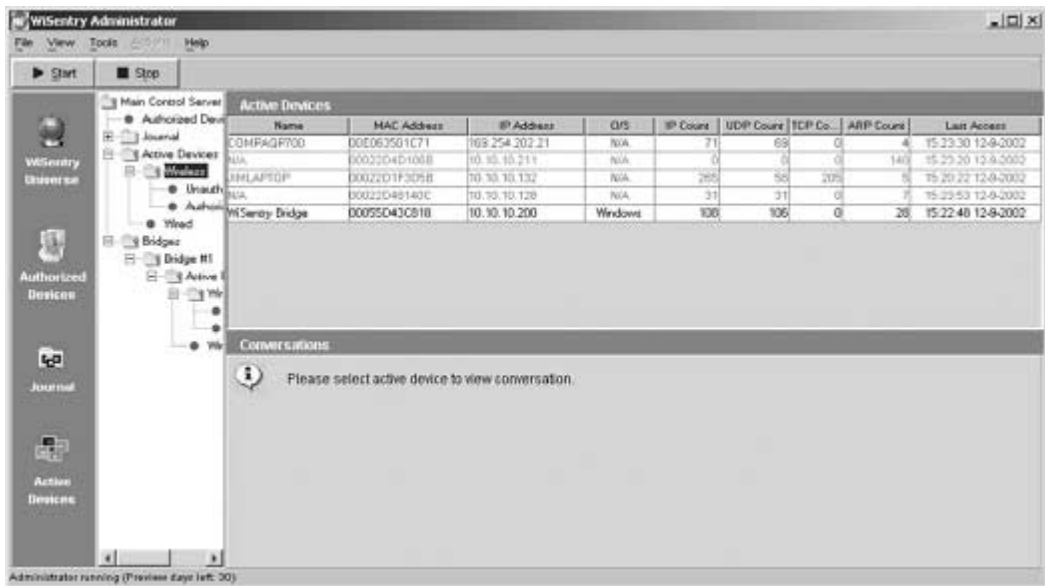 WiSentry Administrator
File View Tools Help
Start Stop
WiSentry Universe
Authorized Devices
Journal
Active Devices
Main Control Server
Authorized Devi
Journal
Active Devices
Wireless
Unauth
Authori
Wired
Bridges
Bridge #1
Active
Wir
Wir
Active Devices
Name MAC Address IP Address O/S IP Count UDP Count TCP Co... ARP Count Last Access
COMPAQP700 00E063501C71 169.254.202.21 N/A 71 69 0 4 15:23:30 12-9-2002
N/A 00022D4D100B 10.10.10.211 N/A 0 0 0 140 15:23:20 12-9-2002
JIMLAPTOP 00022D1F3D5B 10.10.10.132 N/A 265 56 205 5 15:20:22 12-9-2002
N/A 00022D48140C 10.10.10.128 N/A 31 31 0 7 15:23:53 12-9-2002
WiSentry Bridge 00055D43C818 10.10.10.200 Windows 108 106 0 28 15:22:48 12-9-2002
Conversations
Please select active device to view conversation.
Administrator running (Preview days left: 30)